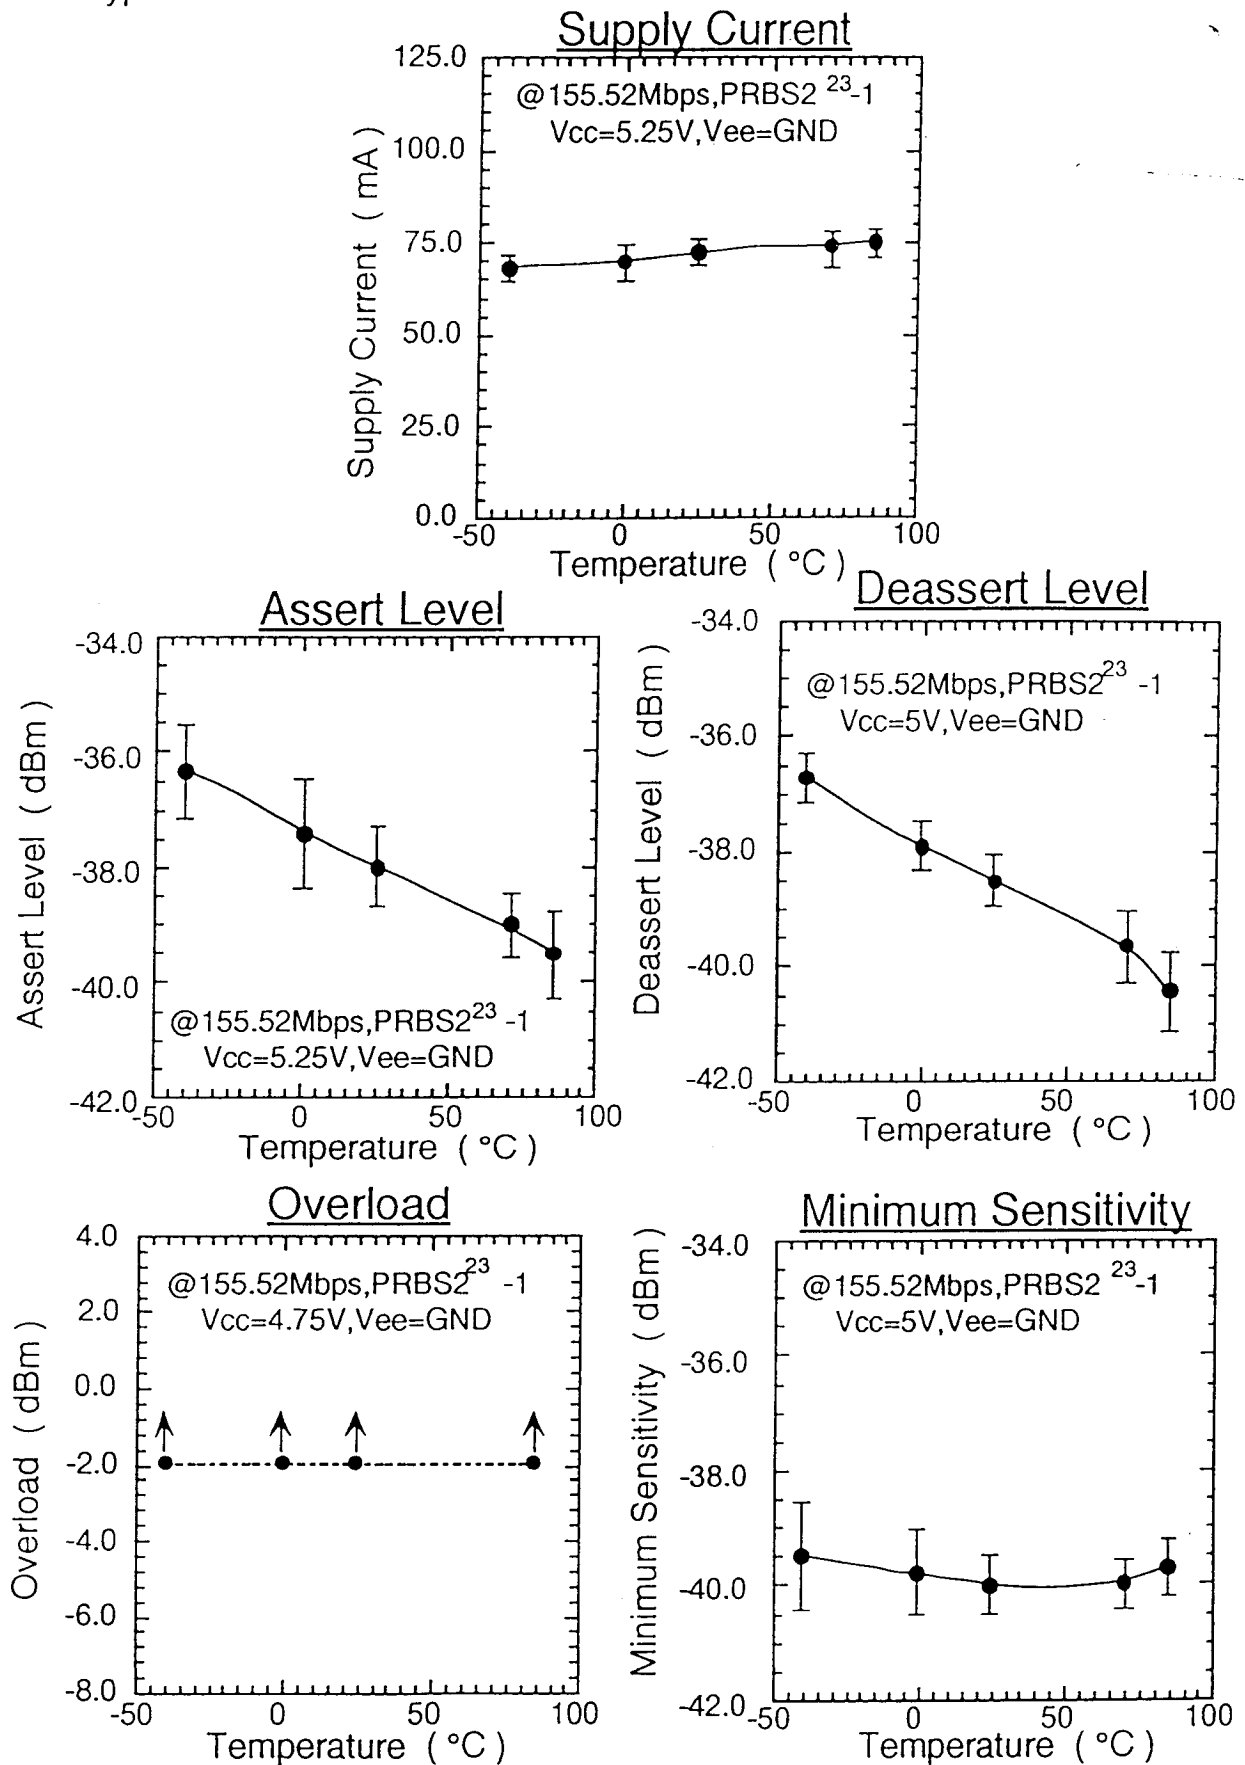 Supply Current
125.0
@155.52Mbps,PRBS2 23-1
Vcc=5.25V,Vee=GND
100.0
75.0
50.0
25.0
0.0
Supply Current ( mA )
-50 0 50 100
Temperature ( °C )
Assert Level
-34.0
-36.0
-38.0
-40.0
-42.0
Assert Level ( dBm )
@155.52Mbps,PRBS2 23 -1
Vcc=5.25V,Vee=GND
-50 0 50 100
Temperature ( °C )
Deassert Level
-34.0
@155.52Mbps,PRBS2 23 -1
Vcc=5V,Vee=GND
-36.0
-38.0
-40.0
-42.0
Deassert Level ( dBm )
-50 0 50 100
Temperature ( °C )
Overload
4.0
@155.52Mbps,PRBS2 23 -1
2.0
Vcc=4.75V,Vee=GND
0.0
-2.0
-4.0
-6.0
-8.0
Overload ( dBm )
-50 0 50 100
Temperature ( °C )
Minimum Sensitivity
-34.0
@155.52Mbps,PRBS2 23-1
Vcc=5V,Vee=GND
-36.0
-38.0
-40.0
-42.0
Minimum Sensitivity ( dBm )
-50 0 50 100
Temperature ( °C )